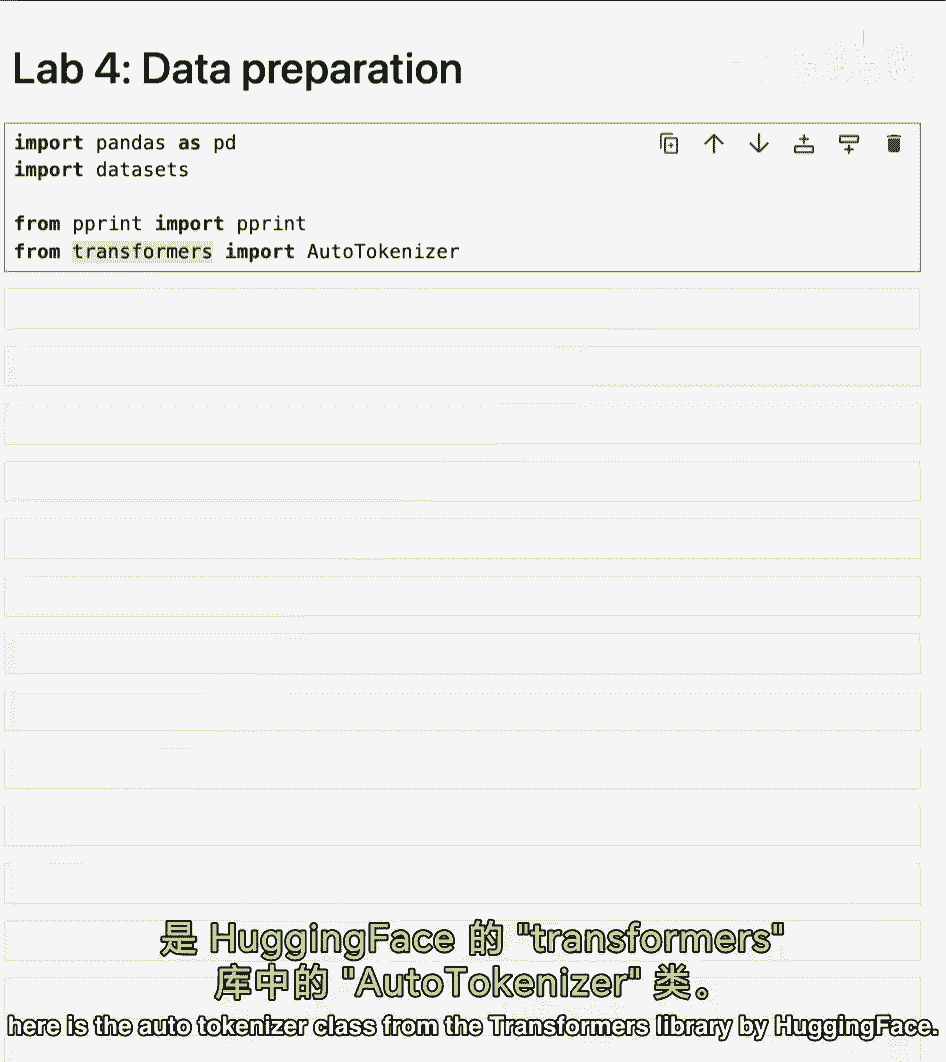 Lab 4: Data preparation
import pandas as pd
import datasets
from pprint import pprint
from transformers import AutoTokenizer
是 HuggingFace 的 "transformers"
库中的 "AutoTokenizer" 类。
here is the auto tokenizer class from the Transformers library by HuggingFace.